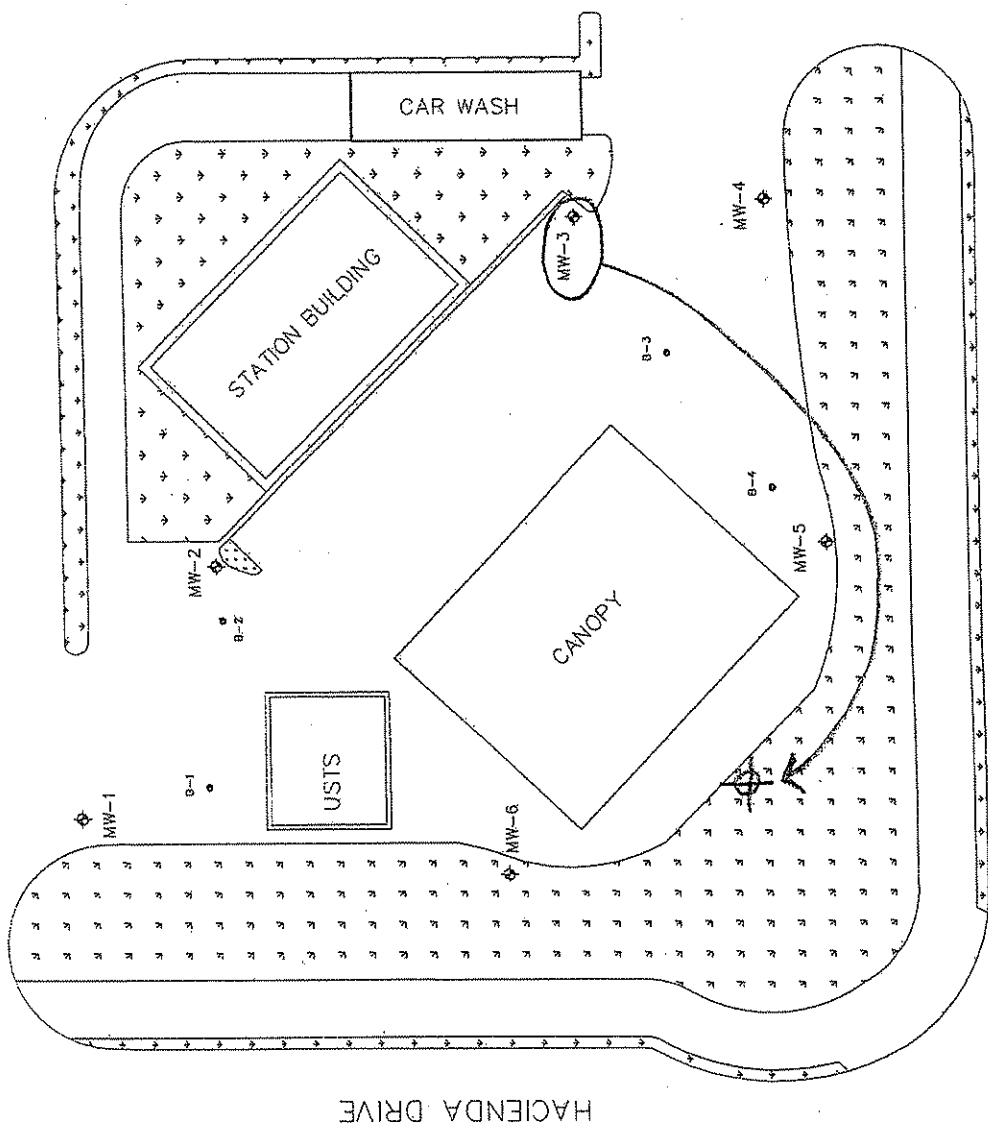 CAR WASH
STATION BUILDING
MW-3
MW-4
B-3
B-4
MW-2
B-2
MW-5
CANOPY
USTS
B-1
MW-1
MW-6
HACIENDA DRIVE